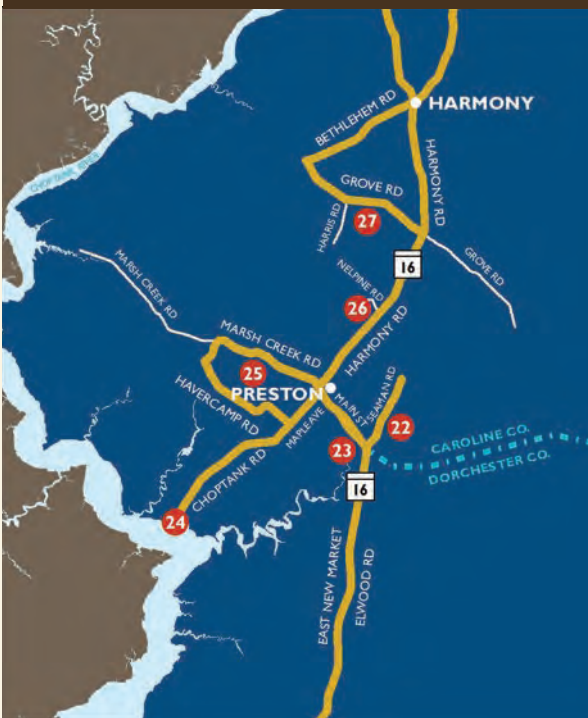 HARMONY
BETHLEHEM RD
HARMONY RD
CHOPTANK RIVER
GROVE RD
HARRIS RD
27
16
GROVE RD
NELPINE RD
26
MARSH CREEK RD
HARMONY RD
MARSH CREEK RD
25
PRESTON
MAIN ST
SEAMAN RD
HAVERCAMP RD
MAPLE AVE
22
23
CAROLINE CO.
DORCHESTER CO.
CHOPTANK RD
16
24
EAST NEW MARKET
ELWOOD RD